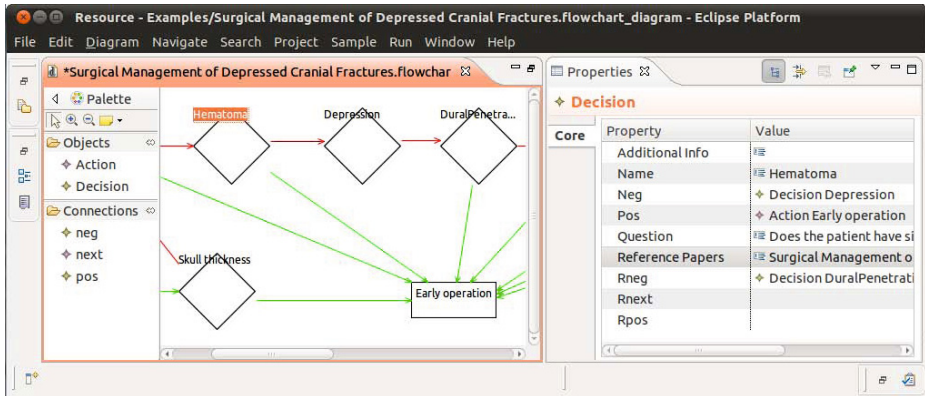 Resource - Examples/Surgical Management of Depressed Cranial Fractures.flowchart_diagram - Eclipse Platform
File Edit Diagram Navigate Search Project Sample Run Window Help
*Surgical Management of Depressed Cranial Fractures.flowchar
Palette
Objects
Action
Decision
Connections
neg
next
pos
Hematoma
Depression
DuralPenetra...
Skull thickness
Early operation
Properties
Decision
Core
Property Value
Additional Info
Name Hematoma
Neg Decision Depression
Pos Action Early operation
Question Does the patient have si
Reference Papers Surgical Management o
Rneg Decision DuralPenetrati
Rnext
Rpos